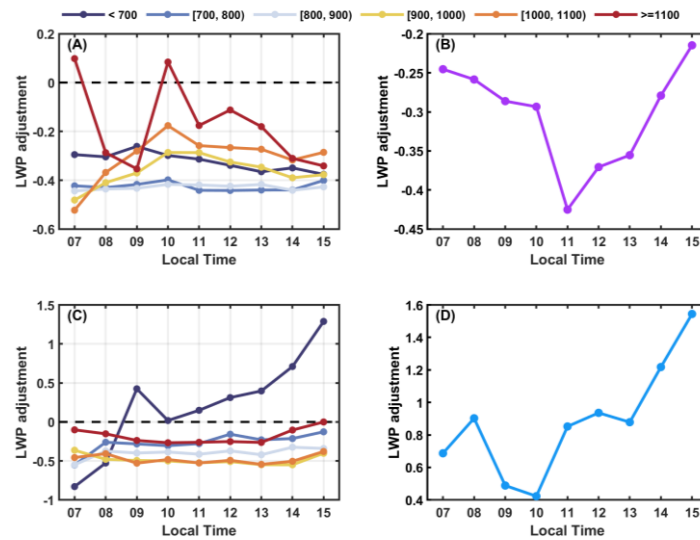 < 700 [700, 800) [800, 900) [900, 1000) [1000, 1100) >=1100
(A)
LWP adjustment
0.2
0
-0.2
-0.4
-0.6
07 08 09 10 11 12 13 14 15
Local Time
(B)
LWP adjustment
-0.2
-0.25
-0.3
-0.35
-0.4
-0.45
07 08 09 10 11 12 13 14 15
Local Time
(C)
LWP adjustment
1.5
1
0.5
0
-0.5
-1
07 08 09 10 11 12 13 14 15
Local Time
(D)
LWP adjustment
1.6
1.4
1.2
1
0.8
0.6
0.4
07 08 09 10 11 12 13 14 15
Local Time